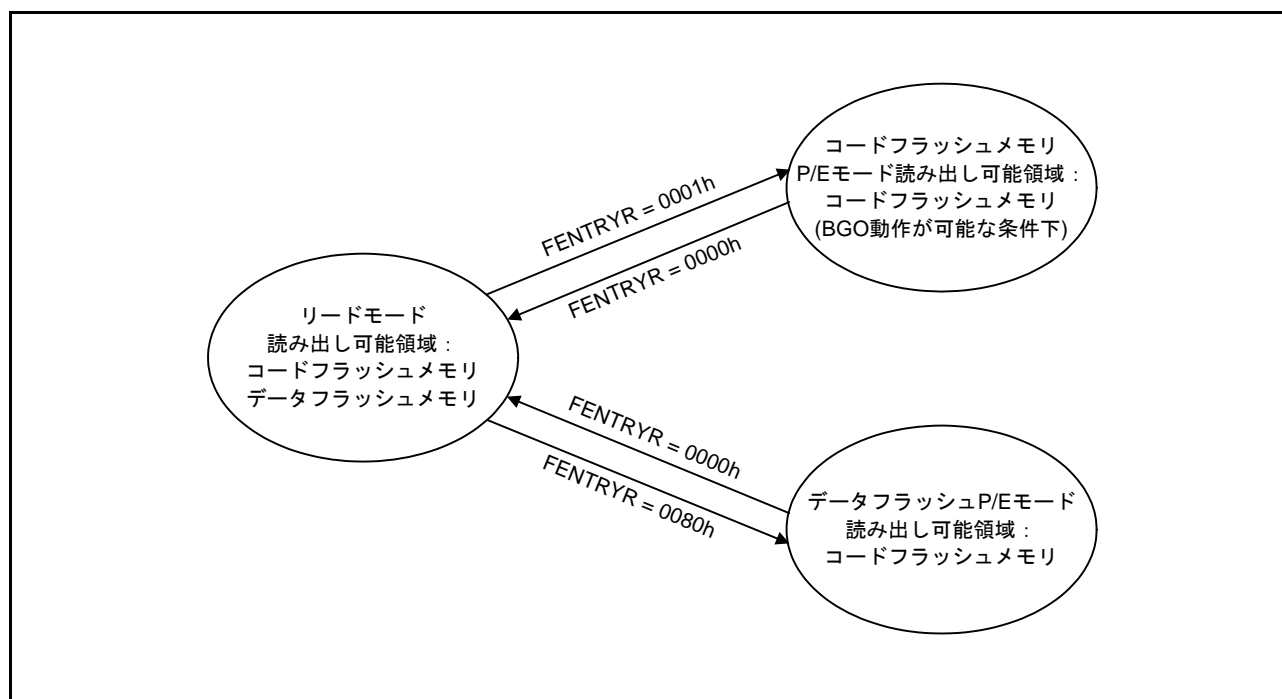 コードフラッシュメモリ
P/Eモード読み出し可能領域：
コードフラッシュメモリ
(BGO動作が可能な条件下)
FENTRYR = 0001h
FENTRYR = 0000h
リードモード
読み出し可能領域：
コードフラッシュメモリ
データフラッシュメモリ
FENTRYR = 0000h
FENTRYR = 0080h
データフラッシュP/Eモード
読み出し可能領域：
コードフラッシュメモリ